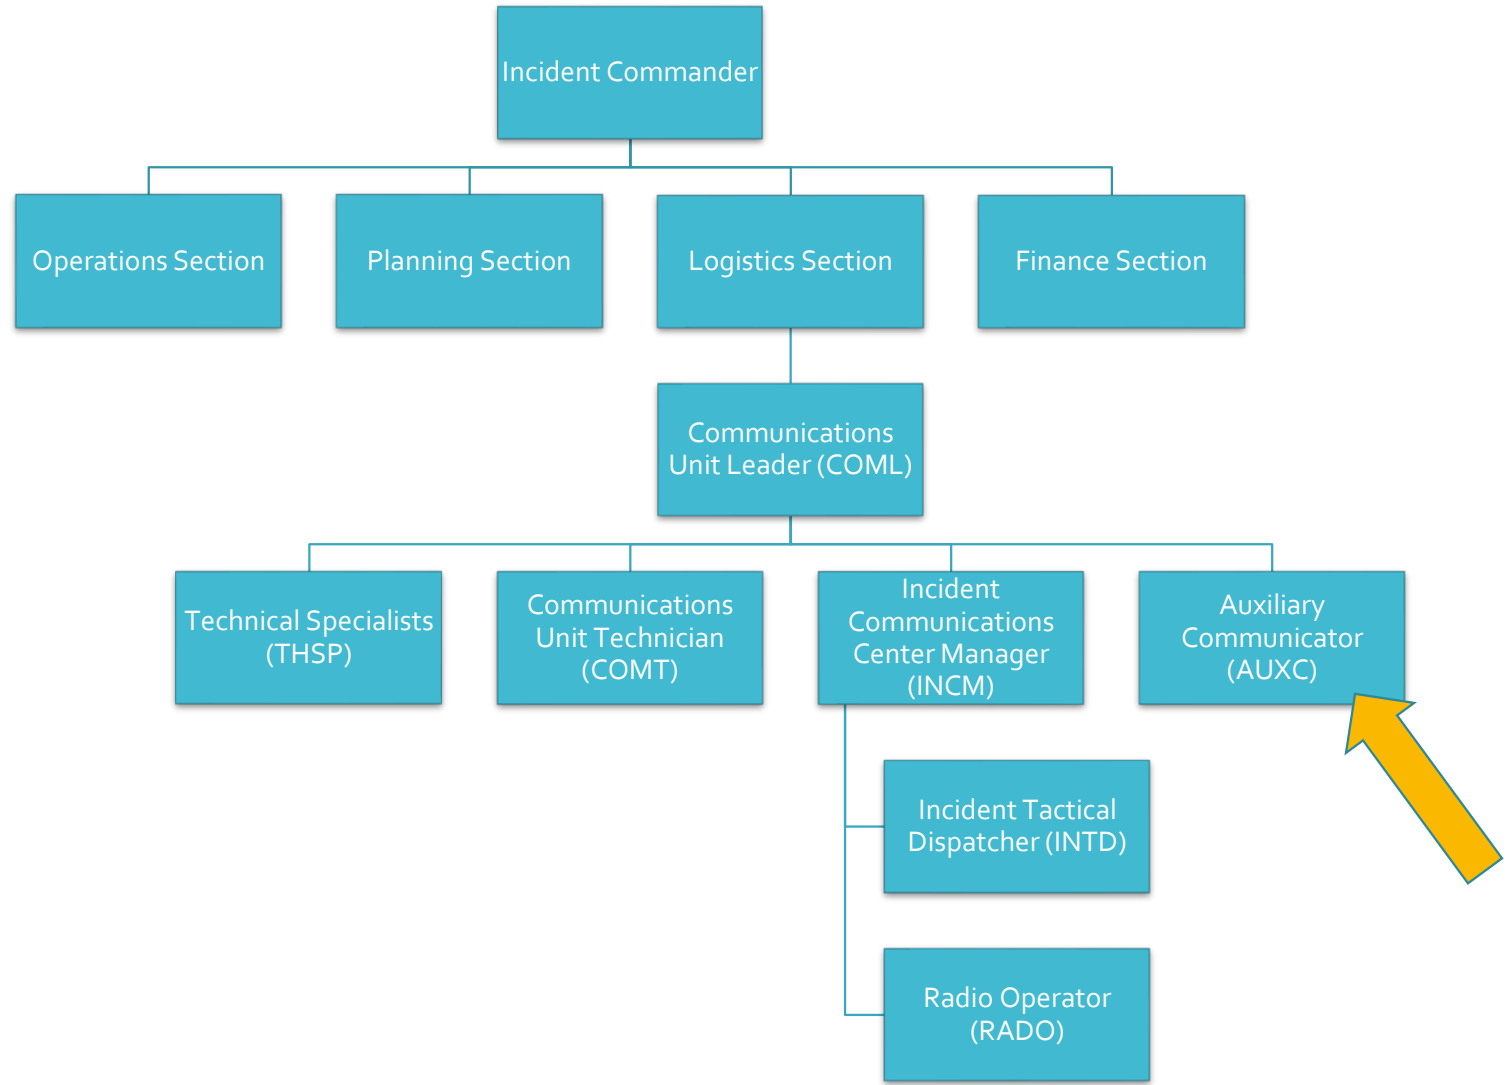 Incident Commander
Operations Section
Planning Section
Logistics Section
Finance Section
Communications
Unit Leader (COML)
Technical Specialists
(THSP)
Communications
Unit Technician
(COMT)
Incident
Communications
Center Manager
(INCM)
Auxiliary
Communicator
(AUXC)
Incident Tactical
Dispatcher (INTD)
Radio Operator
(RADO)